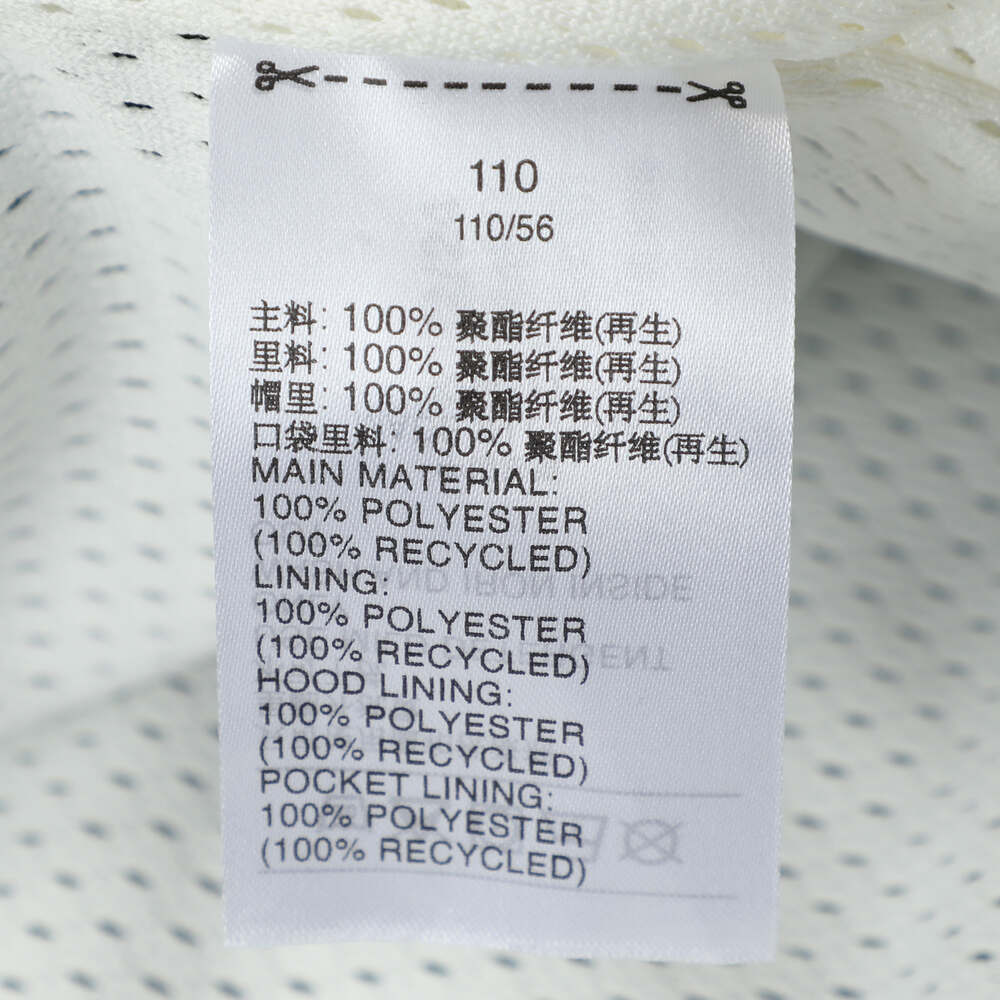 110
110/56
主料: 100% 聚酯纤维(再生)
里料: 100% 聚酯纤维(再生)
帽里: 100% 聚酯纤维(再生)
口袋里料: 100% 聚酯纤维(再生)
MAIN MATERIAL:
100% POLYESTER
(100% RECYCLED)
LINING:
100% POLYESTER
(100% RECYCLED)
HOOD LINING:
100% POLYESTER
(100% RECYCLED)
POCKET LINING:
100% POLYESTER
(100% RECYCLED)